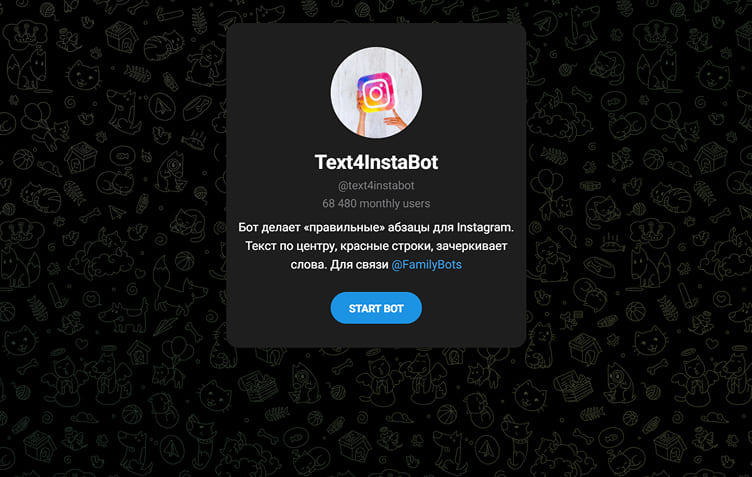 Text4InstaBot
@text4instabot
68 480 monthly users
Бот делает «правильные» абзацы для Instagram.
Текст по центру, красные строки, зачеркивает
слова. Для связи @FamilyBots
START BOT